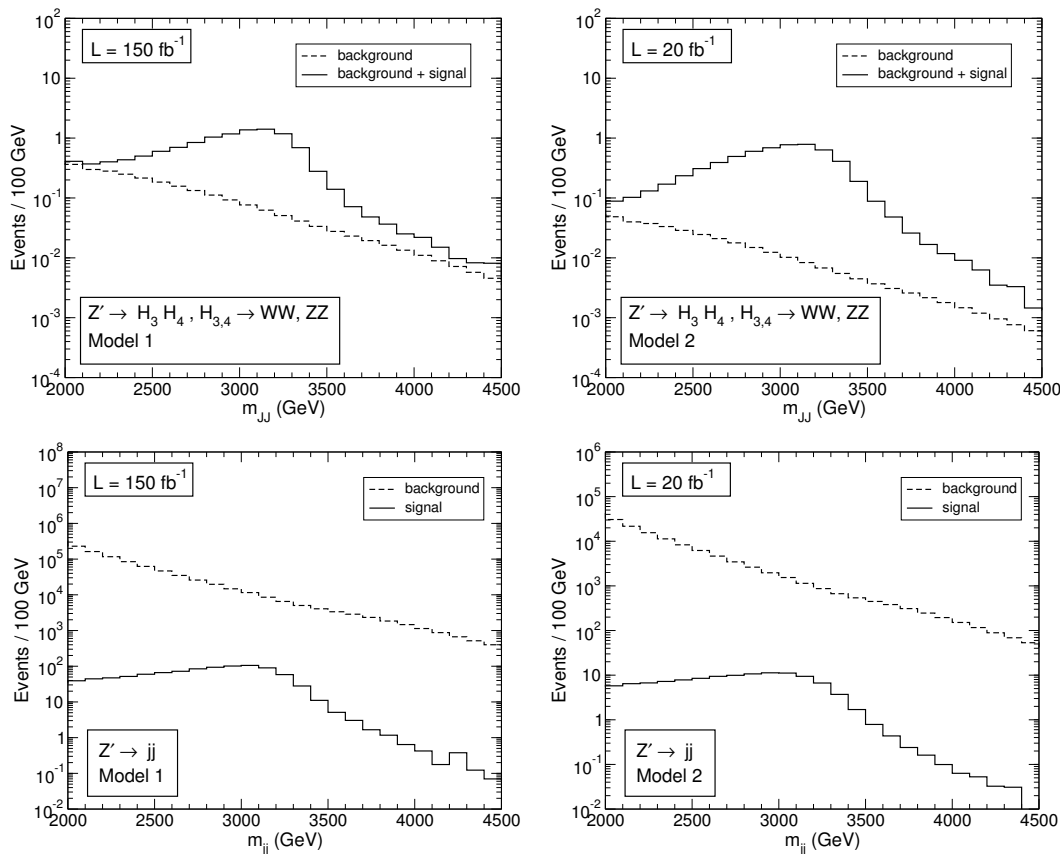 100
10
1
10^-1
10^-2
10^-3
10^-4
Events / 100 GeV
L = 150 fb^-1
background
background + signal
Z′ → H_3 H_4 , H_3,4 → WW, ZZ
Model 1
2000 2500 3000 3500 4000 4500
m_JJ (GeV)
100
10
1
10^-1
10^-2
10^-3
10^-4
Events / 100 GeV
L = 20 fb^-1
background
background + signal
Z′ → H_3 H_4 , H_3,4 → WW, ZZ
Model 2
2000 2500 3000 3500 4000 4500
m_JJ (GeV)
10^8
10^7
10^6
10^5
10^4
10^3
10^2
10
1
10^-1
10^-2
Events / 100 GeV
L = 150 fb^-1
background
signal
Z′ → jj
Model 1
2000 2500 3000 3500 4000 4500
m_jj (GeV)
10^6
10^5
10^4
10^3
10^2
10
1
10^-1
10^-2
Events / 100 GeV
L = 20 fb^-1
background
signal
Z′ → jj
Model 2
2000 2500 3000 3500 4000 4500
m_jj (GeV)